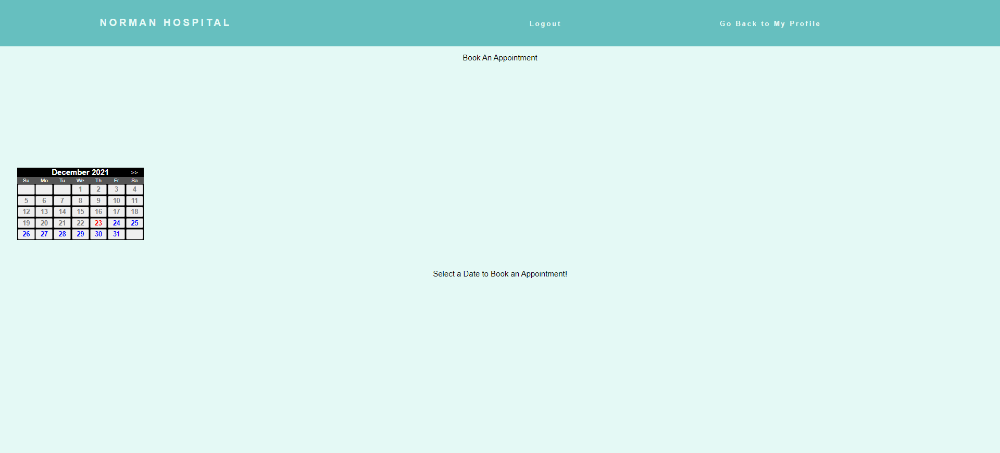 NORMAN HOSPITAL Logout Go Back to My Profile
Book An Appointment
December 2021 >>
Su Mo Tu We Th Fr Sa
1 2 3 4
5 6 7 8 9 10 11
12 13 14 15 16 17 18
19 20 21 22 23 24 25
26 27 28 29 30 31
Select a Date to Book an Appointment!